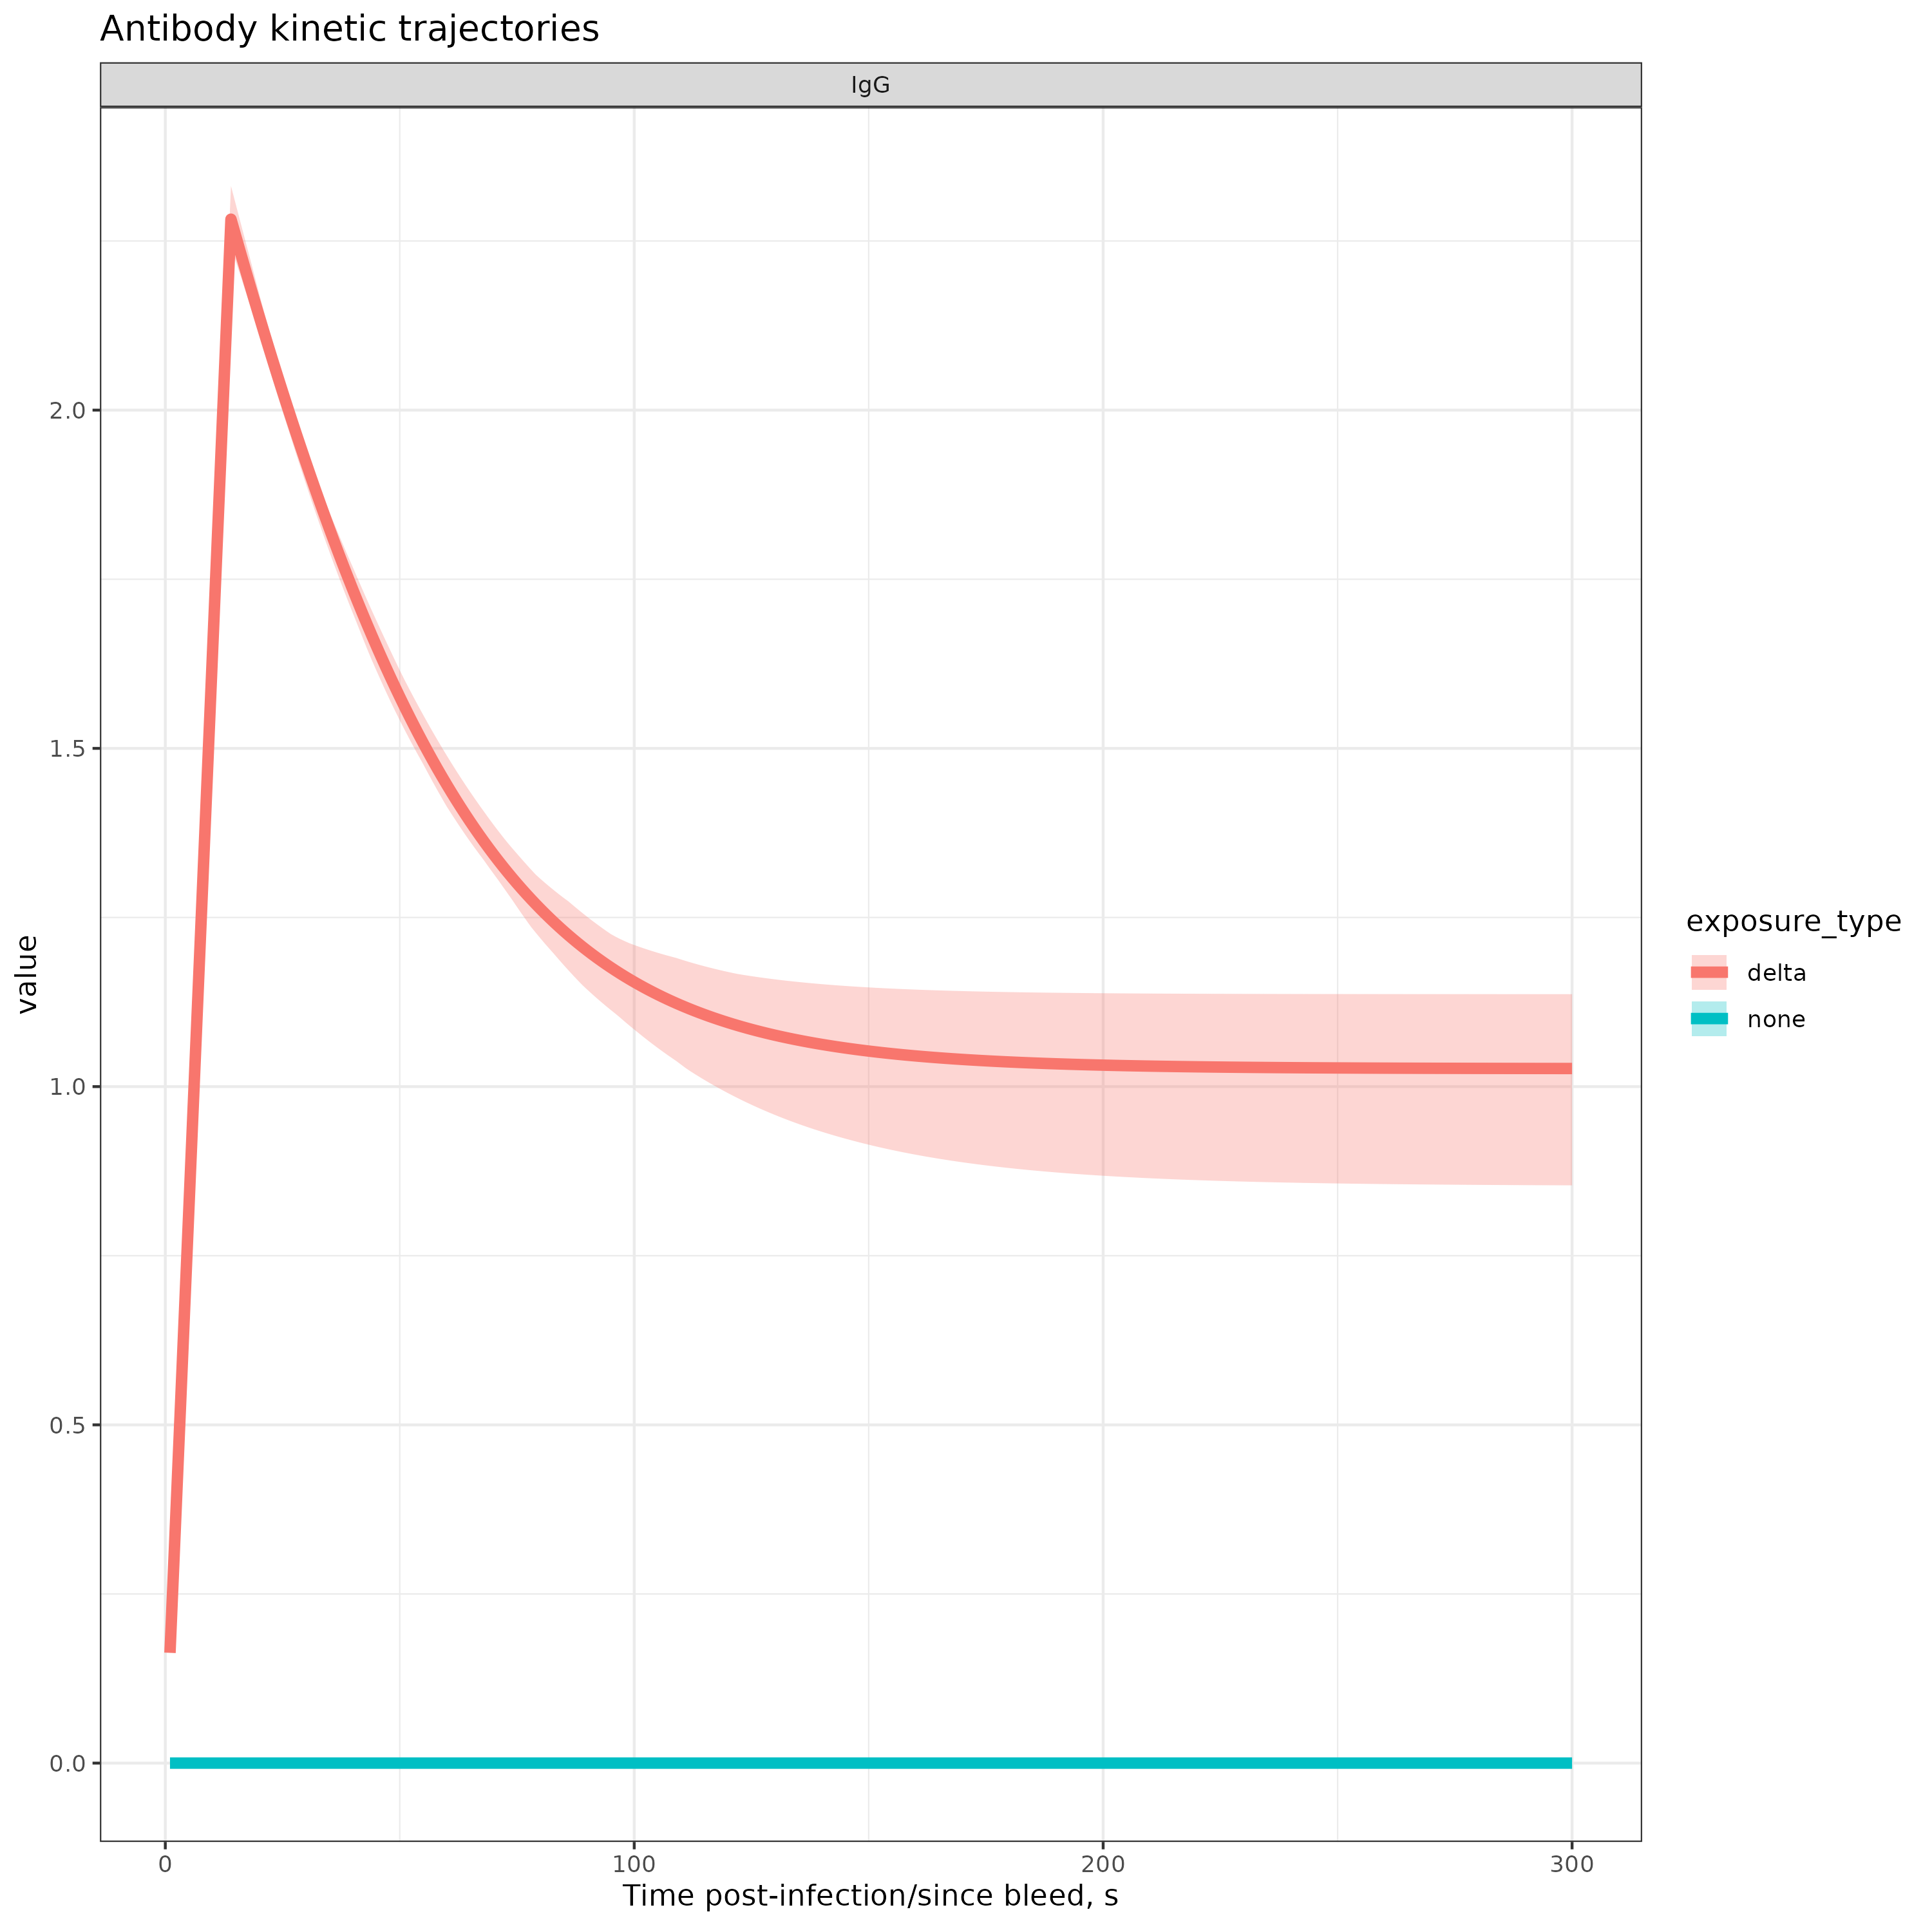 Antibody kinetic trajectories
IgG
value
2.0
1.5
1.0
0.5
0.0
0
100
200
300
Time post-infection/since bleed, s
exposure_type
delta
none